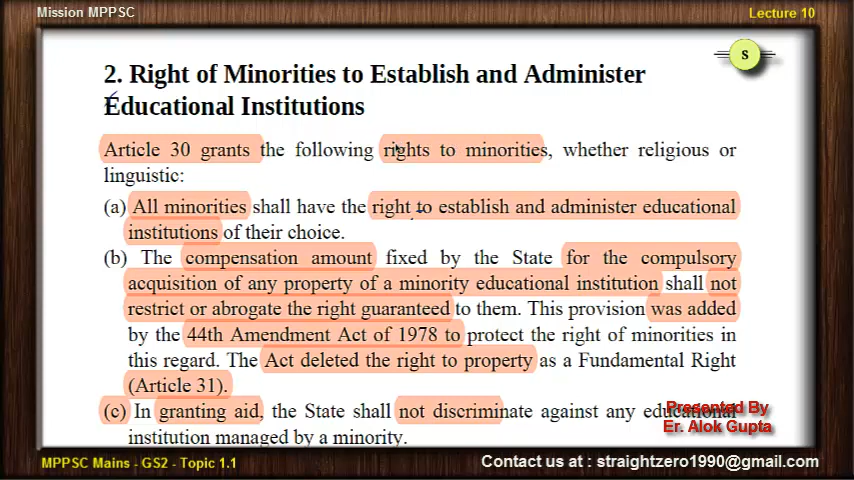 Mission MPPSC
Lecture 10
S
2. Right of Minorities to Establish and Administer
Educational Institutions
Article 30 grants the following rights to minorities, whether religious or
linguistic:
(a) All minorities shall have the right to establish and administer educational
institutions of their choice.
(b) The compensation amount fixed by the State for the compulsory
acquisition of any property of a minority educational institution shall not
restrict or abrogate the right guaranteed to them. This provision was added
by the 44th Amendment Act of 1978 to protect the right of minorities in
this regard. The Act deleted the right to property as a Fundamental Right
(Article 31).
(c) In granting aid, the State shall not discriminate against any educational
institution managed by a minority.
Presented By
Er. Alok Gupta
MPPSC Mains - GS2 - Topic 1.1
Contact us at : straightzero1990@gmail.com